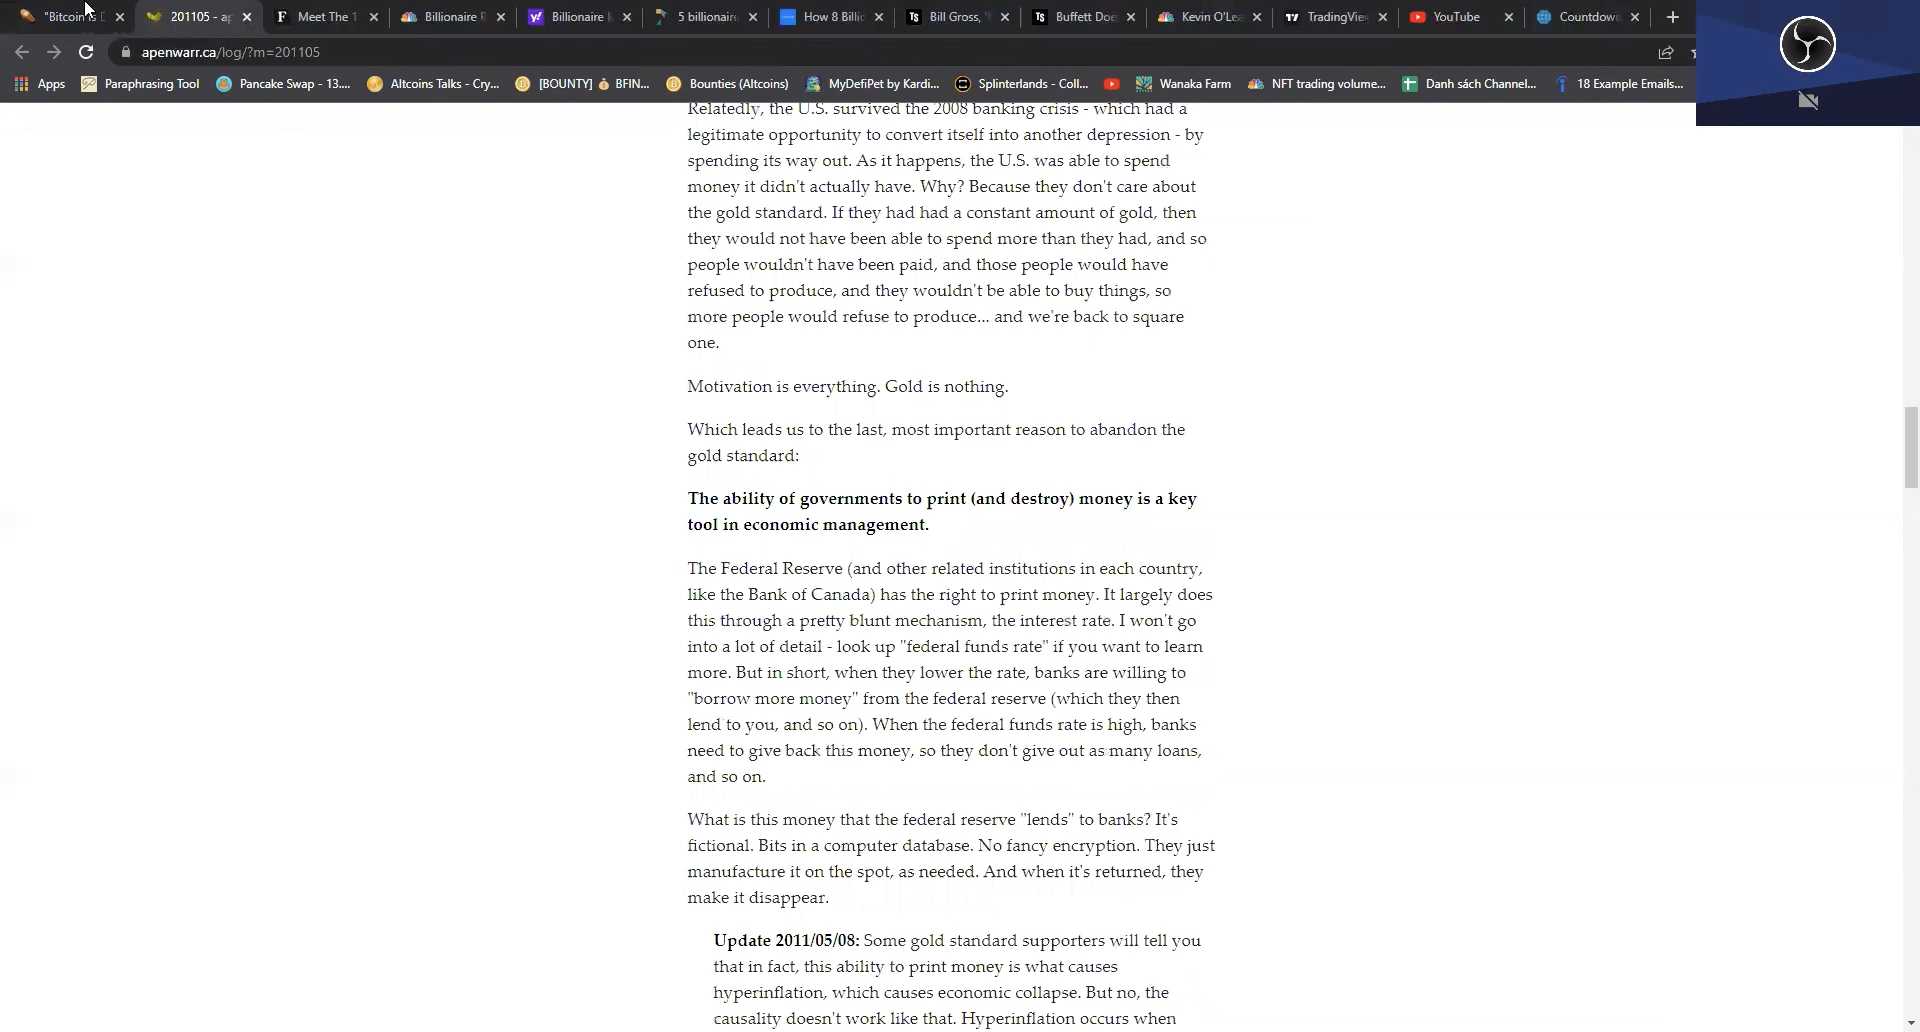 "Bitcoin is D
201105 - ap
Meet The 1
Billionaire
Billionaire
5 billionair
How 8 Billi
Bill Gross, "
Buffett Doe
Kevin O'Lea
TradingVie
YouTube
Countdow
apenwarr.ca/log/?m=201105
Apps
Paraphrasing Tool
Pancake Swap - 13....
Altcoins Talks - Cry...
[BOUNTY] BFIN...
Bounties (Altcoins)
MyDefiPet by Kardi...
Splinterlands - Coll...
Wanaka Farm
NFT trading volume...
Danh sách Channel...
18 Example Emails...
Relatedly, the U.S. survived the 2008 banking crisis - which had a
legitimate opportunity to convert itself into another depression - by
spending its way out. As it happens, the U.S. was able to spend
money it didn't actually have. Why? Because they don't care about
the gold standard. If they had had a constant amount of gold, then
they would not have been able to spend more than they had, and so
people wouldn't have been paid, and those people would have
refused to produce, and they wouldn't be able to buy things, so
more people would refuse to produce... and we're back to square
one.
Motivation is everything. Gold is nothing.
Which leads us to the last, most important reason to abandon the
gold standard:
The ability of governments to print (and destroy) money is a key
tool in economic management.
The Federal Reserve (and other related institutions in each country,
like the Bank of Canada) has the right to print money. It largely does
this through a pretty blunt mechanism, the interest rate. I won't go
into a lot of detail - look up "federal funds rate" if you want to learn
more. But in short, when they lower the rate, banks are willing to
"borrow more money" from the federal reserve (which they then
lend to you, and so on). When the federal funds rate is high, banks
need to give back this money, so they don't give out as many loans,
and so on.
What is this money that the federal reserve "lends" to banks? It's
fictional. Bits in a computer database. No fancy encryption. They just
manufacture it on the spot, as needed. And when it's returned, they
make it disappear.
Update 2011/05/08: Some gold standard supporters will tell you
that in fact, this ability to print money is what causes
hyperinflation, which causes economic collapse. But no, the
causality doesn't work like that. Hyperinflation occurs when